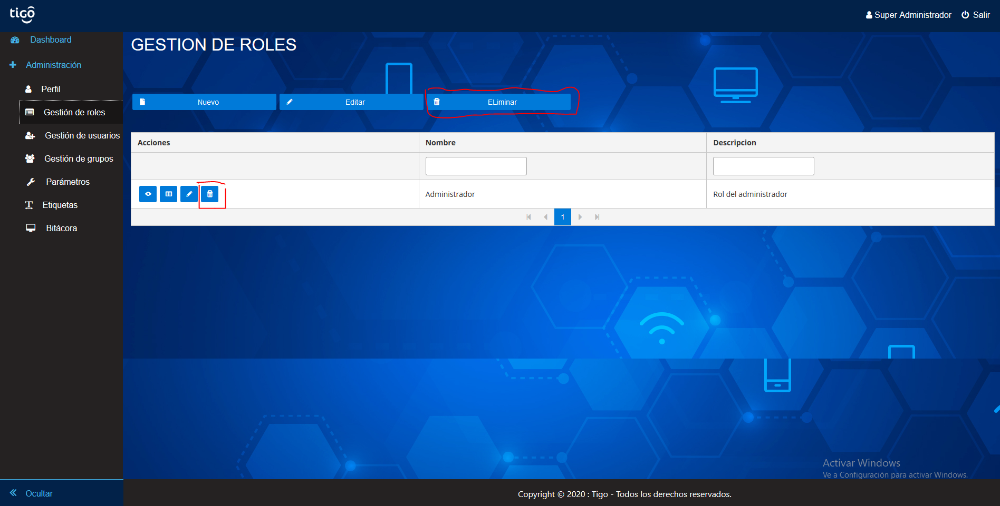 tigo
Super Administrador
Salir
Dashboard
Administración
Perfil
Gestión de roles
Gestión de usuarios
Gestión de grupos
Parámetros
Etiquetas
Bitácora
Ocultar
GESTION DE ROLES
Nuevo
Editar
ELiminar
Acciones Nombre Descripcion
Administrador Rol del administrador
1
Activar Windows
Ve a Configuración para activar Windows.
Copyright © 2020 : Tigo - Todos los derechos reservados.